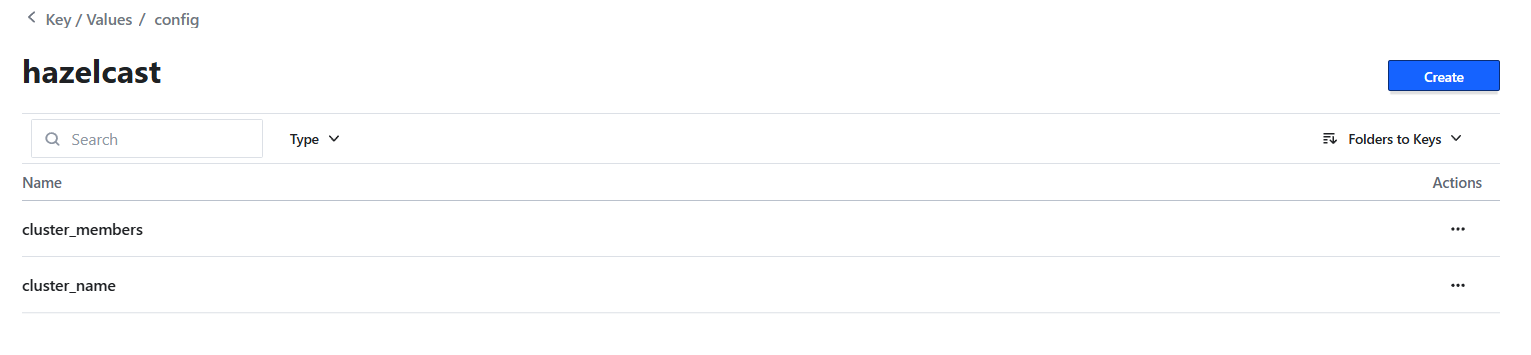 Key / Values / config
hazelcast
Create
Search Type Folders to Keys
Name Actions
cluster_members
cluster_name